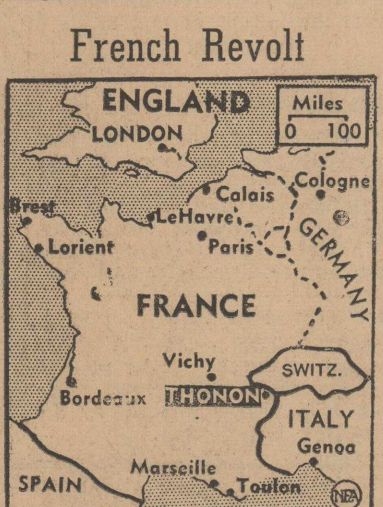 French Revolt
ENGLAND
Miles
0 100
LONDON
Calais
Cologne
Brest
LeHavre
Lorient
Paris
GERMANY
FRANCE
Vichy
SWITZ.
Bordeaux
THONON
ITALY
Genoa
Marseille
SPAIN
Toulon
NEA